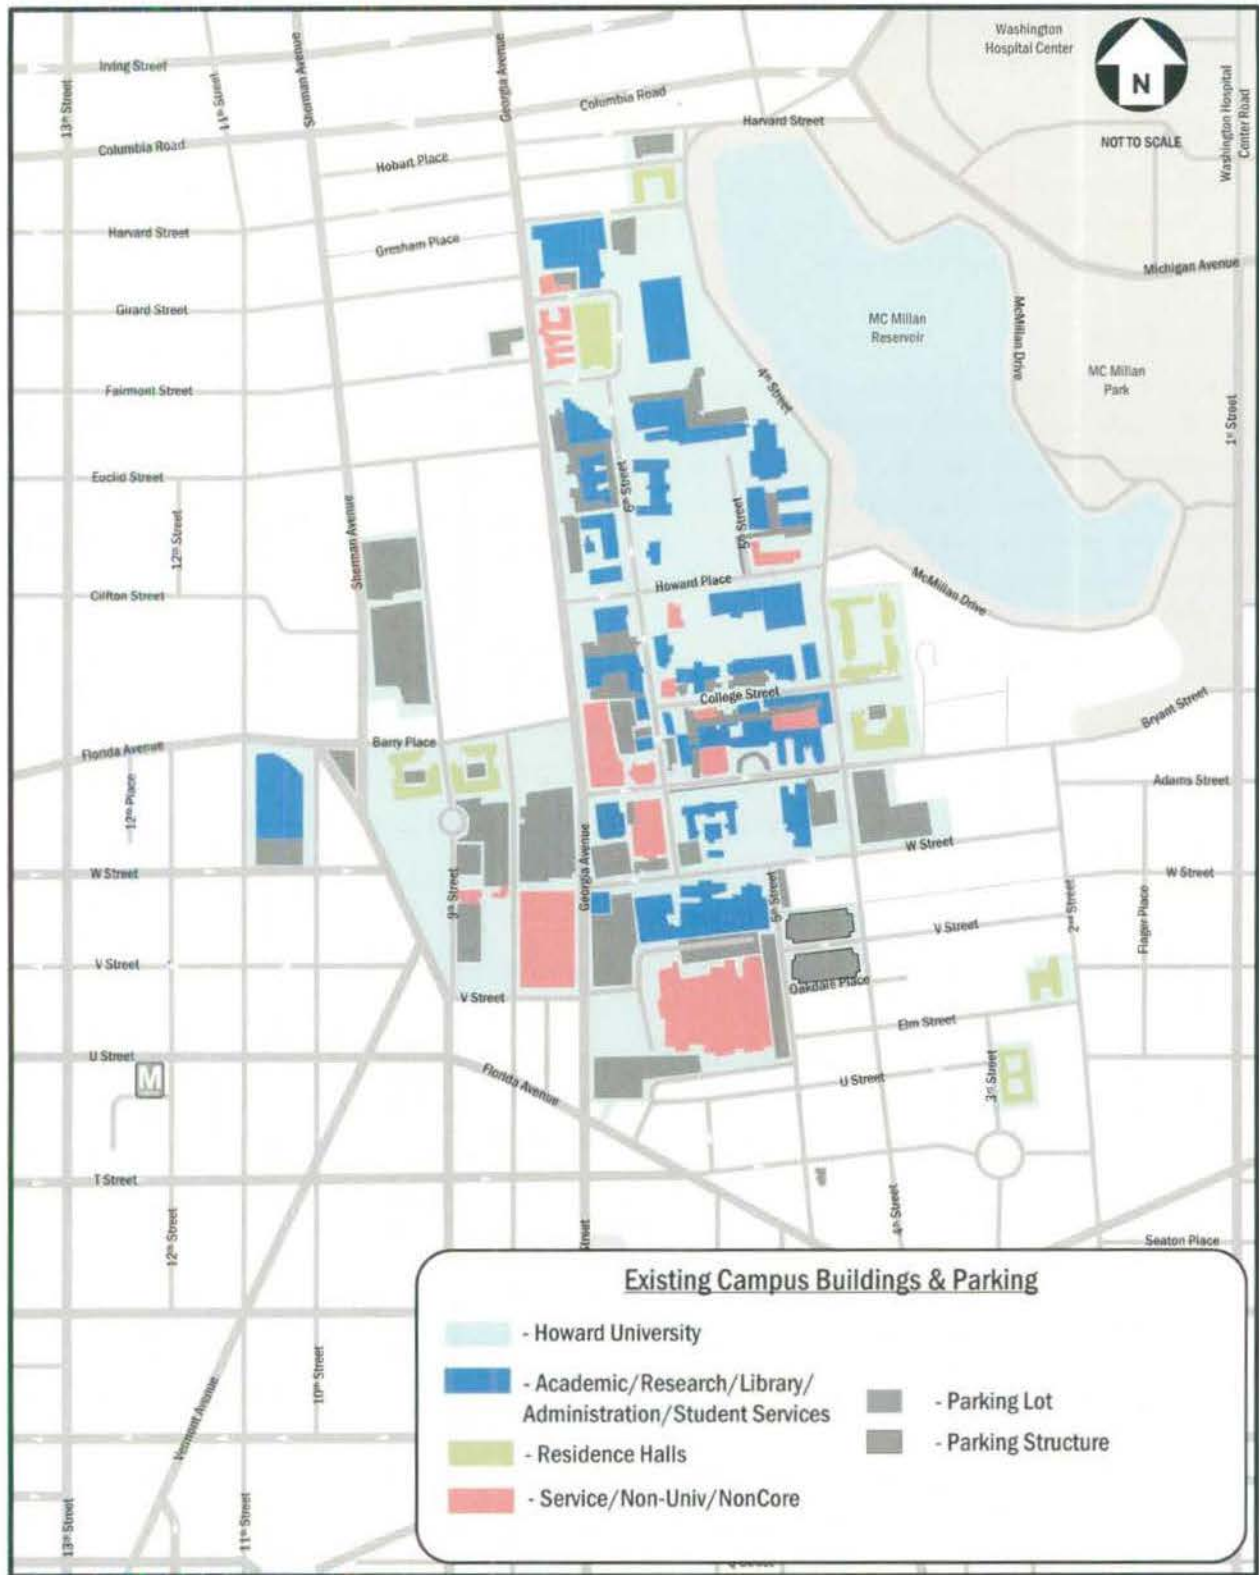 Washington
Hospital Center
N
NOT TO SCALE
Washington Hospital
Center Road
Irving Street
13th Street
11th Street
Sherman Avenue
Georgia Avenue
Columbia Road
Harvard Street
Columbia Road
Hobart Place
Harvard Street
Gresham Place
Michigan Avenue
Girard Street
MC Millan
Reservoir
McMillan Drive
MC Millan
Park
Fairmont Street
4th Street
1st Street
Euclid Street
6th Street
12th Street
Sherman Avenue
5th Street
Howard Place
McMillan Drive
Clifton Street
College Street
Bryant Street
Florida Avenue
Barry Place
12th Place
Adams Street
Georgia Avenue
W Street
W Street
W Street
9th Street
5th Street
2nd Street
Flager Place
V Street
V Street
V Street
Oakdale Place
Elm Street
U Street
M
Florida Avenue
U Street
3rd Street
T Street
12th Street
4th Street
Seaton Place
10th Street
Vermont Avenue
13th Street
11th Street
Existing Campus Buildings & Parking
- Howard University
- Academic/Research/Library/
Administration/Student Services
- Residence Halls
- Service/Non-Univ/NonCore
- Parking Lot
- Parking Structure